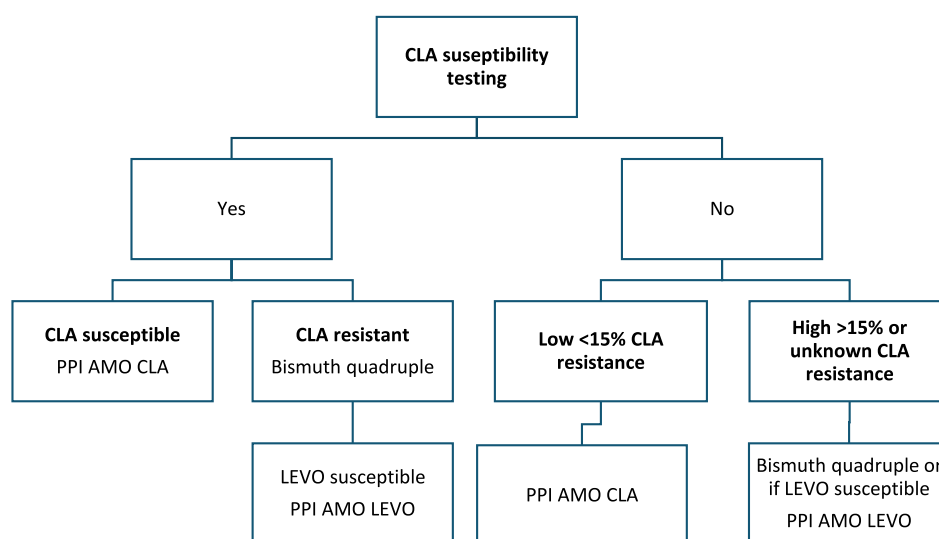 CLA suseptibility
testing
Yes
No
CLA susceptible
PPI AMO CLA
CLA resistant
Bismuth quadruple
Low <15% CLA
resistance
High >15% or
unknown CLA
resistance
LEVO susceptible
PPI AMO LEVO
PPI AMO CLA
Bismuth quadruple or
if LEVO susceptible
PPI AMO LEVO